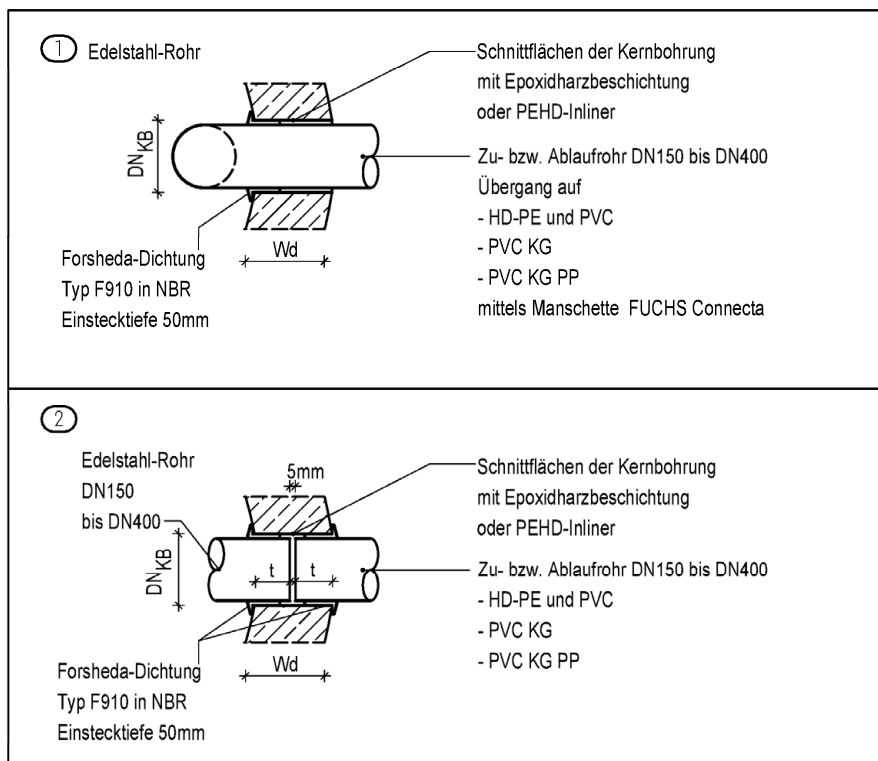 1 Edelstahl-Rohr
Schnittflächen der Kernbohrung
mit Epoxidharzbeschichtung
oder PEHD-Inliner
DN KB
Zu- bzw. Ablaufrohr DN150 bis DN400
Übergang auf
- HD-PE und PVC
- PVC KG
- PVC KG PP
mittels Manschette FUCHS Connecta
Wd
Forsheda-Dichtung
Typ F910 in NBR
Einstecktiefe 50mm
2
Edelstahl-Rohr
DN150
bis DN400
5mm
Schnittflächen der Kernbohrung
mit Epoxidharzbeschichtung
oder PEHD-Inliner
DN KB
t t
Zu- bzw. Ablaufrohr DN150 bis DN400
- HD-PE und PVC
- PVC KG
- PVC KG PP
Wd
Forsheda-Dichtung
Typ F910 in NBR
Einstecktiefe 50mm